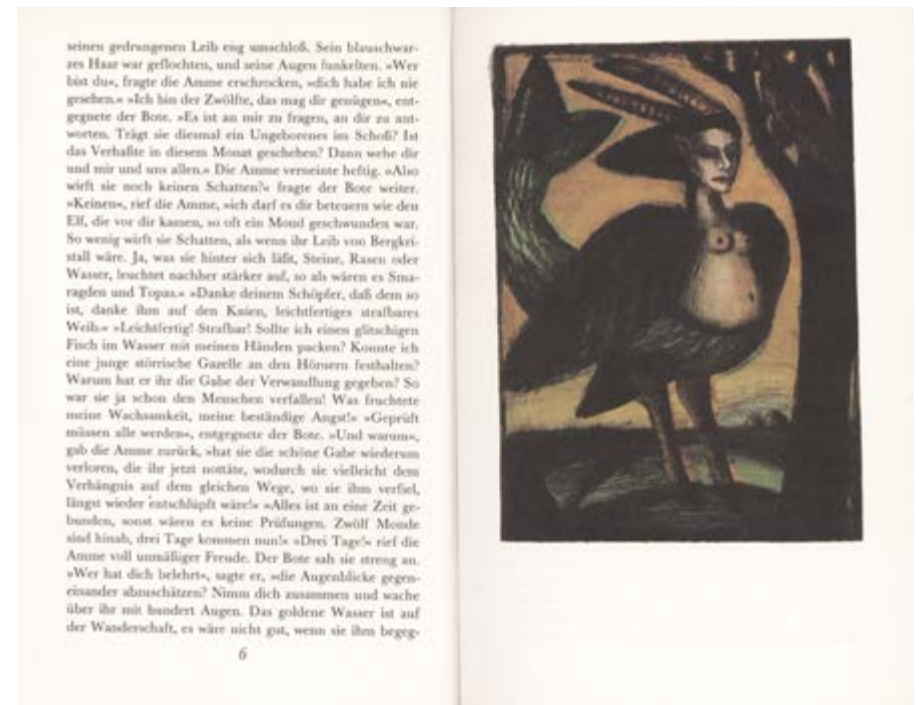 seinen gedrungenen Leib eng umschloß. Sein blauschwar-
zes Haar war geflochten, und seine Augen funkelten. »Wer
bist du«, fragte die Amme erschrocken, »dich habe ich nie
gesehen.« »Ich bin der Zwölfte, das mag dir genügen«, ent-
gegnete der Bote. »Es ist an mir zu fragen, an dir zu ant-
worten. Trägt sie diesmal ein Ungeborenes im Schoß? Ist
das Verhaßte in diesem Monat geschehen? Dann wehe dir
und mir und uns allen.« Die Amme verneinte heftig. »Also
wirft sie noch keinen Schatten?« fragte der Bote weiter.
»Keinen«, rief die Amme, »ich darf es dir beteuern wie den
Elf, die vor dir kamen, so oft ein Mond geschwunden war.
So wenig wirft sie Schatten, als wenn ihr Leib von Bergkri-
stall wäre. Ja, was sie hinter sich läßt, Steine, Rasen oder
Wasser, leuchtet nachher stärker auf, so als wären es Sma-
ragden und Topas.« »Danke deinem Schöpfer, daß dem so
ist, danke ihm auf den Knien, leichtfertiges strafbares
Weib.« »Leichtfertig! Strafbar! Sollte ich einen glitschigen
Fisch im Wasser mit meinen Händen packen? Konnte ich
eine junge störrische Gazelle an den Hörnern festhalten?
Warum hat er ihr die Gabe der Verwandlung gegeben? So
war sie ja schon den Menschen verfallen! Was fruchtete
meine Wachsamkeit, meine beständige Angst!« »Geprüft
müssen alle werden«, entgegnete der Bote. »Und warum«,
gab die Amme zurück, »hat sie die schöne Gabe wiederum
verloren, die ihr jetzt nottäte, wodurch sie vielleicht dem
Verhängnis auf dem gleichen Wege, wo sie ihm verfiel,
längst wieder entschlüpft wäre!« »Alles ist an eine Zeit ge-
bunden, sonst wären es keine Prüfungen. Zwölf Monde
sind hinab, drei Tage kommen nun!« »Drei Tage!« rief die
Amme voll unmäßiger Freude. Der Bote sah sie streng an.
»Wer hat dich belehrt«, sagte er, »die Augenblicke gegen-
einander abzuschätzen? Nimm dich zusammen und wache
über ihr mit hundert Augen. Das goldene Wasser ist auf
der Wanderschaft, es wäre nicht gut, wenn sie ihm begeg-
6